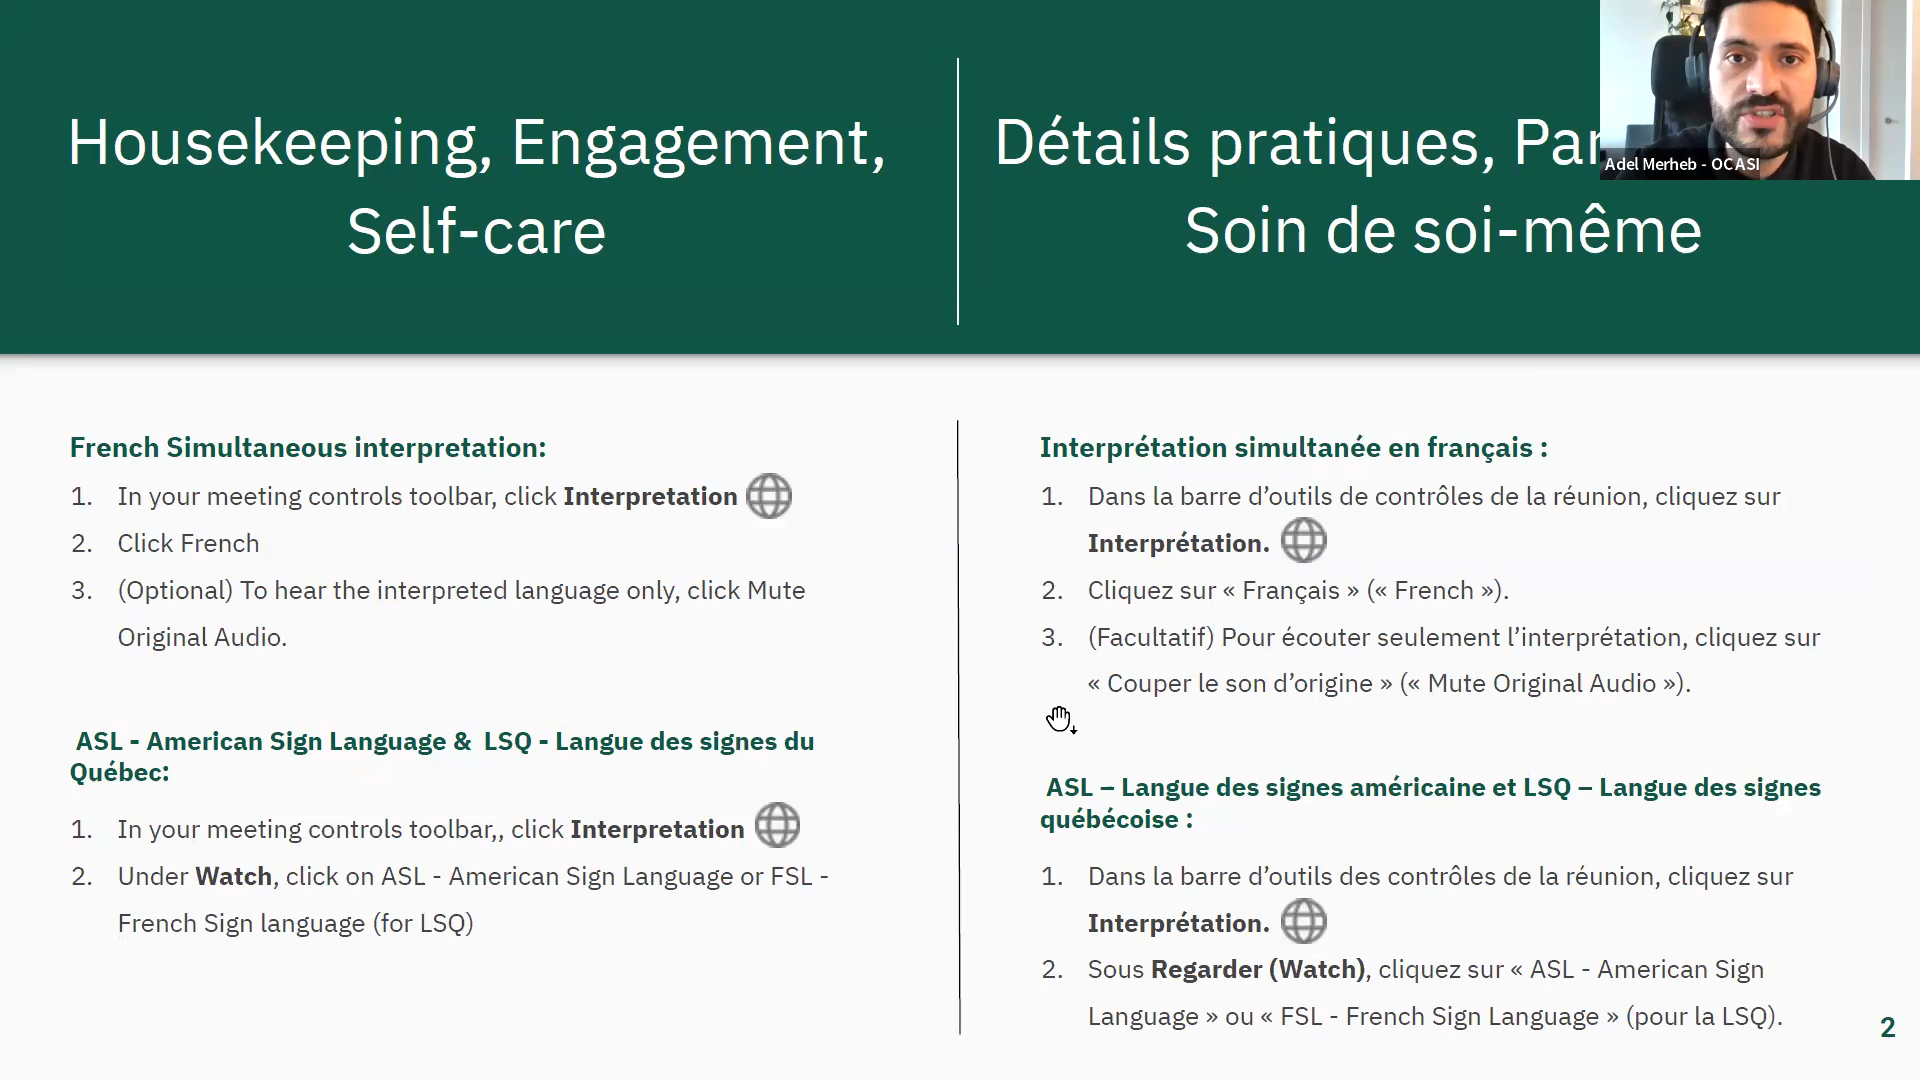 Housekeeping, Engagement,
Self-care
Détails pratiques, Par
Soin de soi-même
Adel Merheb - OCASI
French Simultaneous interpretation:
1. In your meeting controls toolbar, click Interpretation
2. Click French
3. (Optional) To hear the interpreted language only, click Mute
Original Audio.
ASL - American Sign Language & LSQ - Langue des signes du
Québec:
1. In your meeting controls toolbar,, click Interpretation
2. Under Watch, click on ASL - American Sign Language or FSL -
French Sign language (for LSQ)
Interprétation simultanée en français :
1. Dans la barre d’outils de contrôles de la réunion, cliquez sur
Interprétation.
2. Cliquez sur « Français » (« French »).
3. (Facultatif) Pour écouter seulement l’interprétation, cliquez sur
« Couper le son d’origine » (« Mute Original Audio »).
ASL – Langue des signes américaine et LSQ – Langue des signes
québécoise :
1. Dans la barre d’outils des contrôles de la réunion, cliquez sur
Interprétation.
2. Sous Regarder (Watch), cliquez sur « ASL - American Sign
Language » ou « FSL - French Sign Language » (pour la LSQ).
2